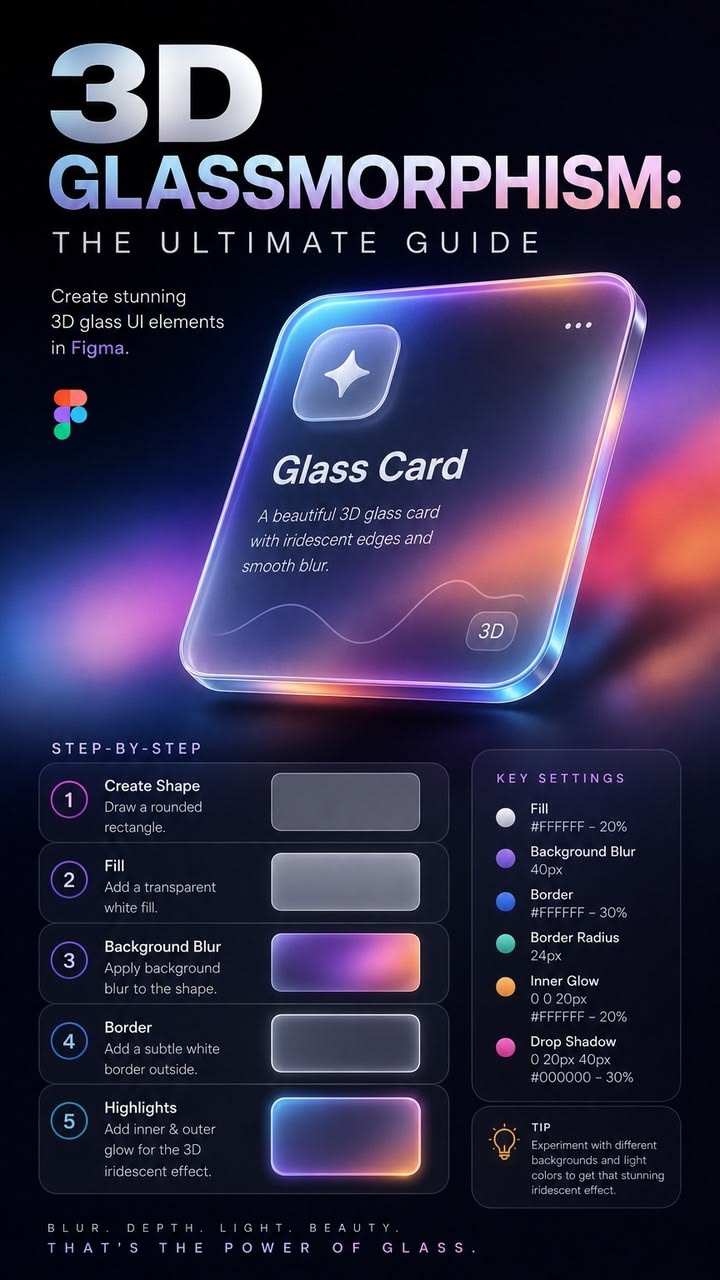 3D
GLASSMORPHISM:
THE ULTIMATE GUIDE
Create stunning
3D glass UI elements
in Figma.
Glass Card
A beautiful 3D glass card
with iridescent edges and
smooth blur.
3D
STEP-BY-STEP
1
Create Shape
Draw a rounded
rectangle.
2
Fill
Add a transparent
white fill.
3
Background Blur
Apply background
blur to the shape.
4
Border
Add a subtle white
border outside.
5
Highlights
Add inner & outer
glow for the 3D
iridescent effect.
KEY SETTINGS
Fill
#FFFFFF – 20%
Background Blur
40px
Border
#FFFFFF – 30%
Border Radius
24px
Inner Glow
0 0 20px
#FFFFFF – 20%
Drop Shadow
0 20px 40px
#000000 – 30%
TIP
Experiment with different
backgrounds and light
colors to get that stunning
iridescent effect.
BLUR. DEPTH. LIGHT. BEAUTY.
THAT'S THE POWER OF GLASS.